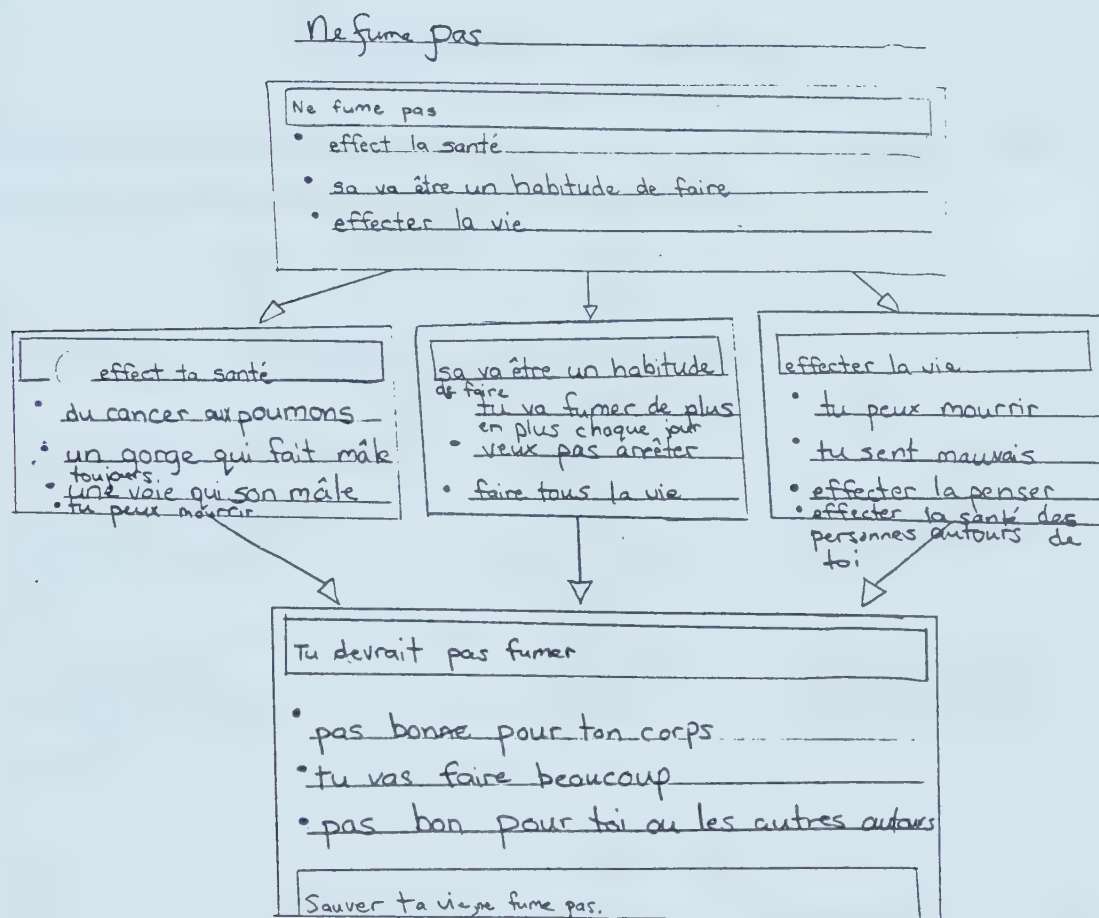 Ne fume pas
Ne fume pas
• effect la santé
• sa va être un habitude de faire
• effecter la vie
effect ta santé
• du cancer aux poumons
• un gorge qui fait mâle
toujours
• une voie qui son mâle
• tu peux mourrir
sa va être un habitude
de faire
tu va fumer de plus
en plus chaque jour
• veux pas arrêter
• faire tous la vie
effecter la vie
• tu peux mourrir
• tu sent mauvais
• effecter la penser
• effecter la santé des
personnes autours de
toi
Tu devrait pas fumer
• pas bonne pour ton corps
• tu vas faire beaucoup
• pas bon pour toi ou les autres autours
Sauver ta vie, ne fume pas.